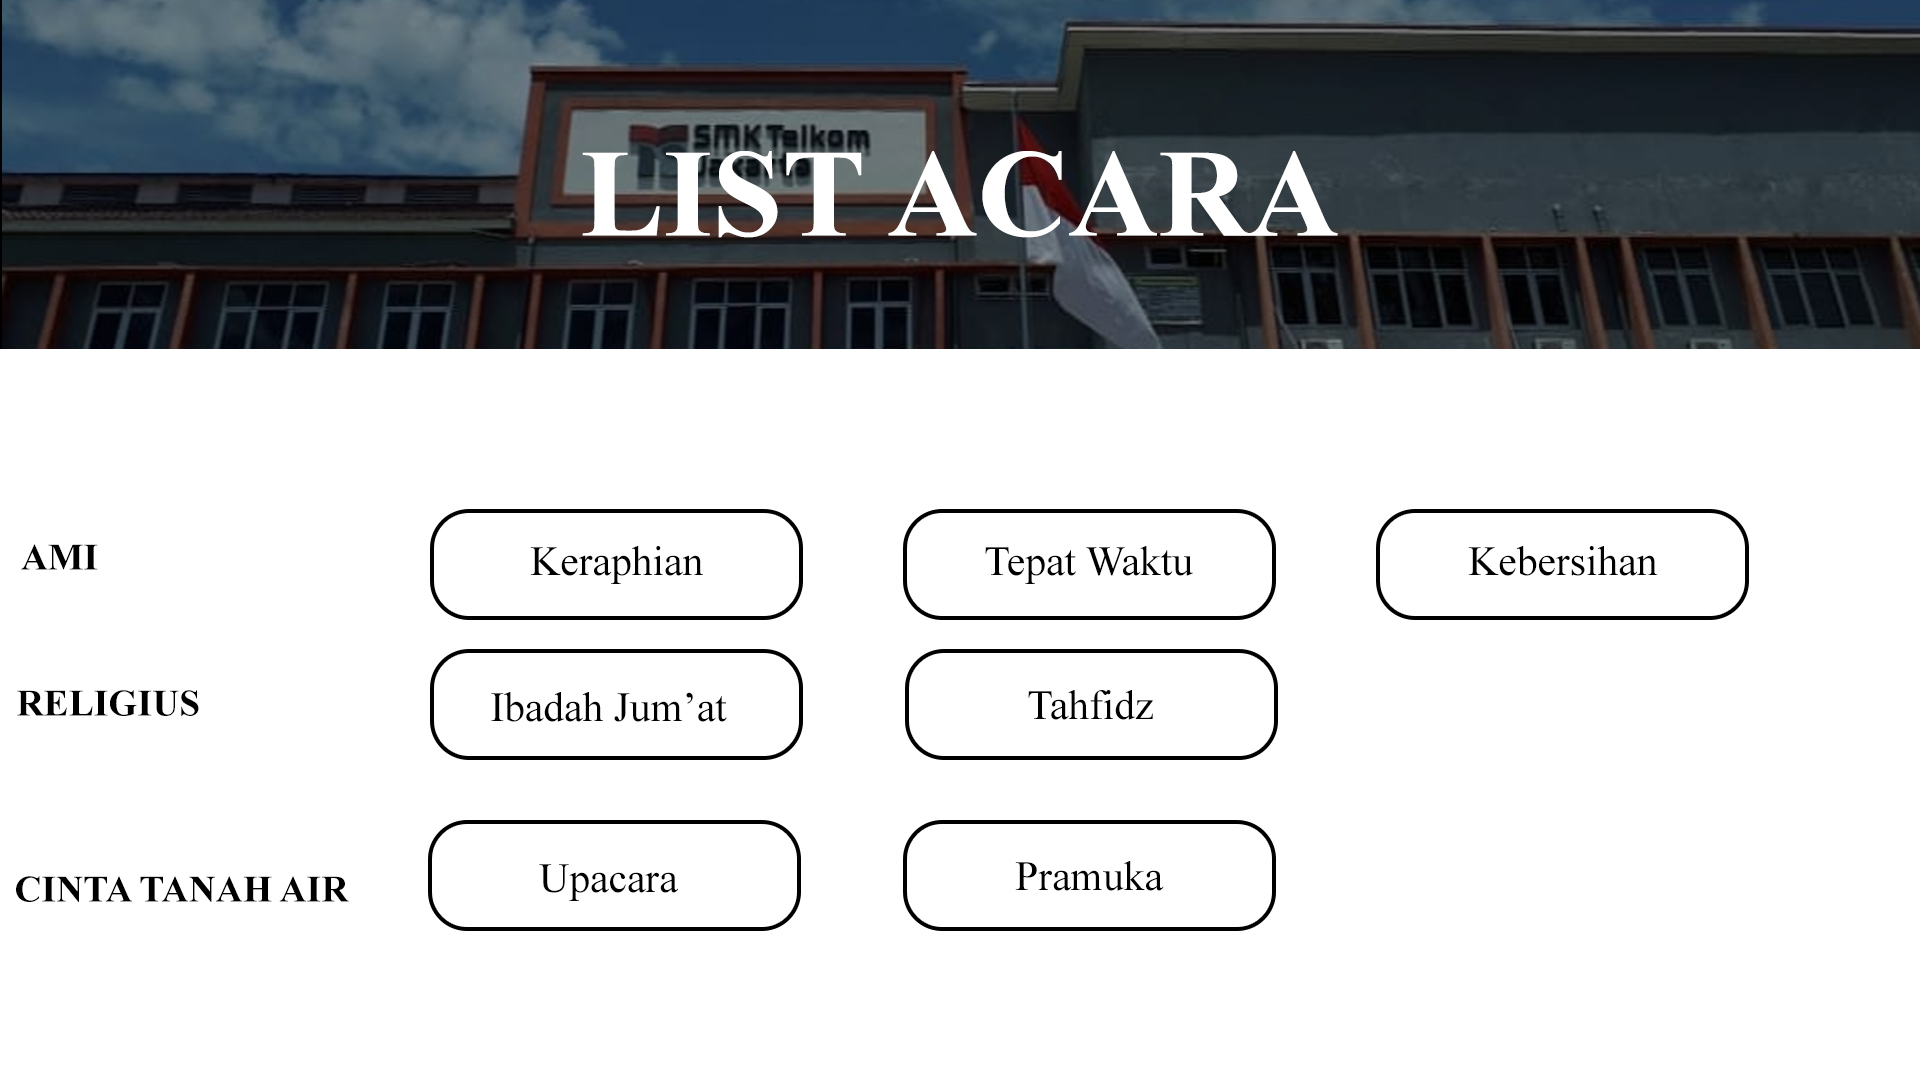 SMK Telkom
Jakarta
LIST ACARA
AMI
Keraphian
Tepat Waktu
Kebersihan
RELIGIUS
Ibadah Jum’at
Tahfidz
CINTA TANAH AIR
Upacara
Pramuka